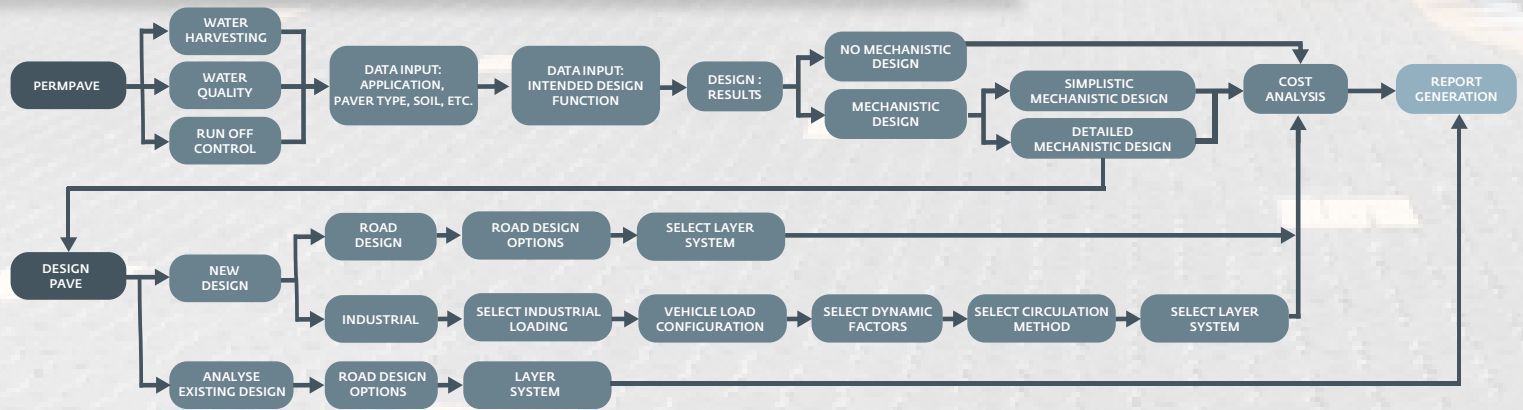 PERMPAVE
WATER
HARVESTING
WATER
QUALITY
RUN OFF
CONTROL
DATA INPUT:
APPLICATION,
PAVER TYPE, SOIL, ETC.
DATA INPUT:
INTENDED DESIGN
FUNCTION
DESIGN :
RESULTS
NO MECHANISTIC
DESIGN
MECHANISTIC
DESIGN
SIMPLISTIC
MECHANISTIC DESIGN
DETAILED
MECHANISTIC DESIGN
COST
ANALYSIS
REPORT
GENERATION
DESIGN
PAVE
NEW
DESIGN
ROAD
DESIGN
ROAD DESIGN
OPTIONS
SELECT LAYER
SYSTEM
INDUSTRIAL
SELECT INDUSTRIAL
LOADING
VEHICLE LOAD
CONFIGURATION
SELECT DYNAMIC
FACTORS
SELECT CIRCULATION
METHOD
SELECT LAYER
SYSTEM
ANALYSE
EXISTING DESIGN
ROAD DESIGN
OPTIONS
LAYER
SYSTEM